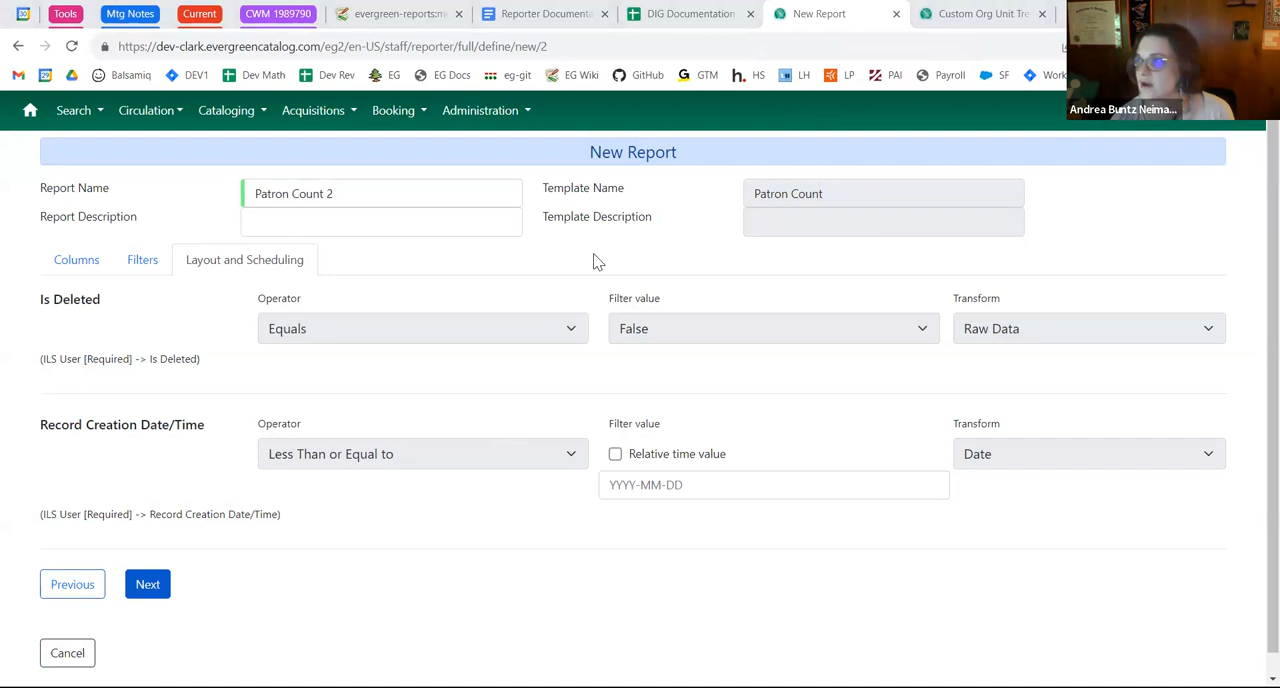 Tools
Mtg Notes
Current
CWM 1989790
evergreen-reports:m
Reporter Documenta
DIG Documentation
New Report
Custom Org Unit Tre
https://dev-clark.evergreencatalog.com/eg2/en-US/staff/reporter/full/define/new/2
Balsamiq
DEV1
Dev Math
Dev Rev
EG
EG Docs
eg-git
EG Wiki
GitHub
GTM
HS
LH
LP
PAI
Payroll
SF
Work
Andrea Buntz Neima...
Search
Circulation
Cataloging
Acquisitions
Booking
Administration
New Report
Report Name
Patron Count 2
Template Name
Patron Count
Report Description
Template Description
Columns
Filters
Layout and Scheduling
Is Deleted
Operator
Filter value
Transform
Equals
False
Raw Data
(ILS User [Required] -> Is Deleted)
Record Creation Date/Time
Operator
Filter value
Transform
Less Than or Equal to
Relative time value
Date
YYYY-MM-DD
(ILS User [Required] -> Record Creation Date/Time)
Previous
Next
Cancel